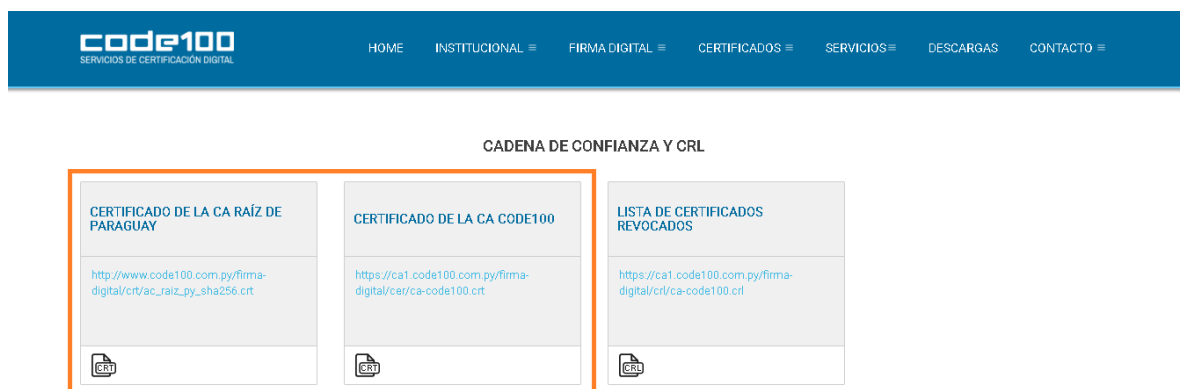 code100
SERVICIOS DE CERTIFICACIÓN DIGITAL
HOME
INSTITUCIONAL ≡
FIRMA DIGITAL ≡
CERTIFICADOS ≡
SERVICIOS≡
DESCARGAS
CONTACTO ≡
CADENA DE CONFIANZA Y CRL
CERTIFICADO DE LA CA RAÍZ DE
PARAGUAY
http://www.code100.com.py/firma-
digital/crt/ac_raiz_py_sha256.crt
CRT
CERTIFICADO DE LA CA CODE100
https://ca1.code100.com.py/firma-
digital/cer/ca-code100.crt
CRT
LISTA DE CERTIFICADOS
REVOCADOS
https://ca1.code100.com.py/firma-
digital/crl/ca-code100.crl
CRL